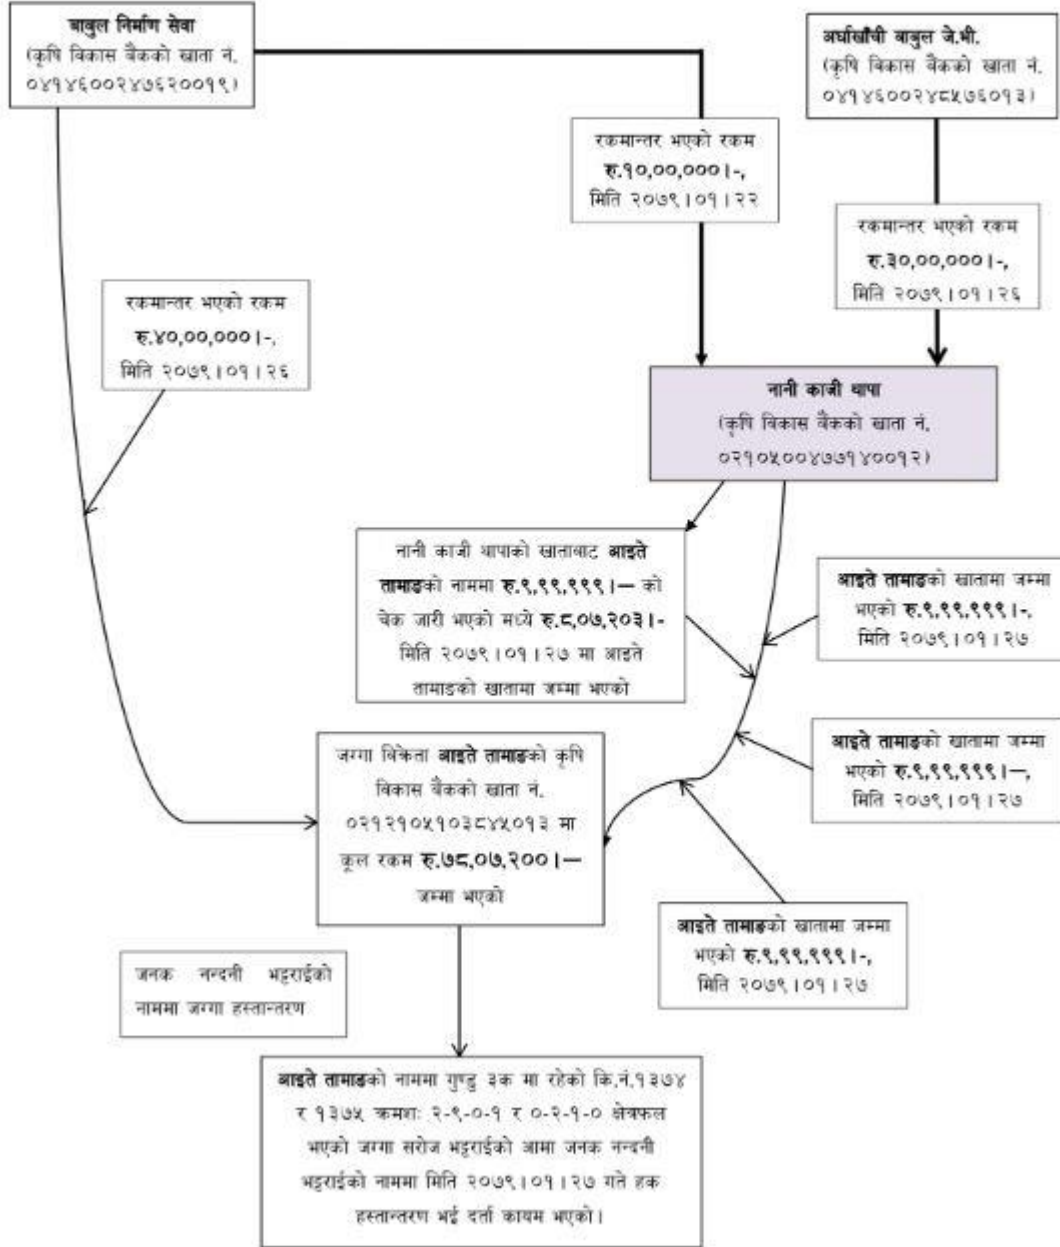 बाबुल निर्माण सेवा
(कृषि विकास बैंकको खाता नं.
०४१४६००२४७६२००१९)
अर्घाखाँची बाबुल जे.भी.
(कृषि विकास बैंकको खाता नं.
०४१४६००२४८५७६०१३)
रकमान्तर भएको रकम
रु.१०,००,०००।-,
मिति २०७९।०१।२२
रकमान्तर भएको रकम
रु.३०,००,०००।-,
मिति २०७९।०१।२६
रकमान्तर भएको रकम
रु.४०,००,०००।-,
मिति २०७९।०१।२६
नानी काजी थापा
(कृषि विकास बैंकको खाता नं.
०२१०५००४७७१४००१२)
नानी काजी थापाको खाताबाट आइते
तामाङको नाममा रु.९,९९,९९९।— को
चेक जारी भएको मध्ये रु.८,०७,२०३।-
मिति २०७९।०१।२७ मा आइते
तामाङको खातामा जम्मा भएको
आइते तामाङको खातामा जम्मा
भएको रु.९,९९,९९९।-,
मिति २०७९।०१।२७
आइते तामाङको खातामा जम्मा
भएको रु.९,९९,९९९।—,
मिति २०७९।०१।२७
जग्गा विक्रेता आइते तामाङको कृषि
विकास बैंकको खाता नं.
०२१२१०५१०३८४५०१३ मा
कूल रकम रु.७८,०७,२००।—
जम्मा भएको
आइते तामाङको खातामा जम्मा
भएको रु.९,९९,९९९।-,
मिति २०७९।०१।२७
जनक नन्दनी भट्टराईको
नाममा जग्गा हस्तान्तरण
आइते तामाङको नाममा गुण्डु ३क मा रहेको कि.नं.१३७४
र १३७५ क्रमशः २-९-०-१ र ०-२-१-० क्षेत्रफल
भएको जग्गा सरोज भट्टराईको आमा जनक नन्दनी
भट्टराईको नाममा मिति २०७९।०१।२७ गते हक
हस्तान्तरण भई दर्ता कायम भएको।